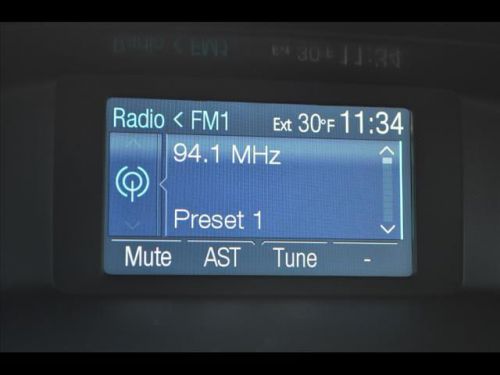 Radio < FM1 Ext 30°F 11:34
94.1 MHz
Preset 1
Mute AST Tune -